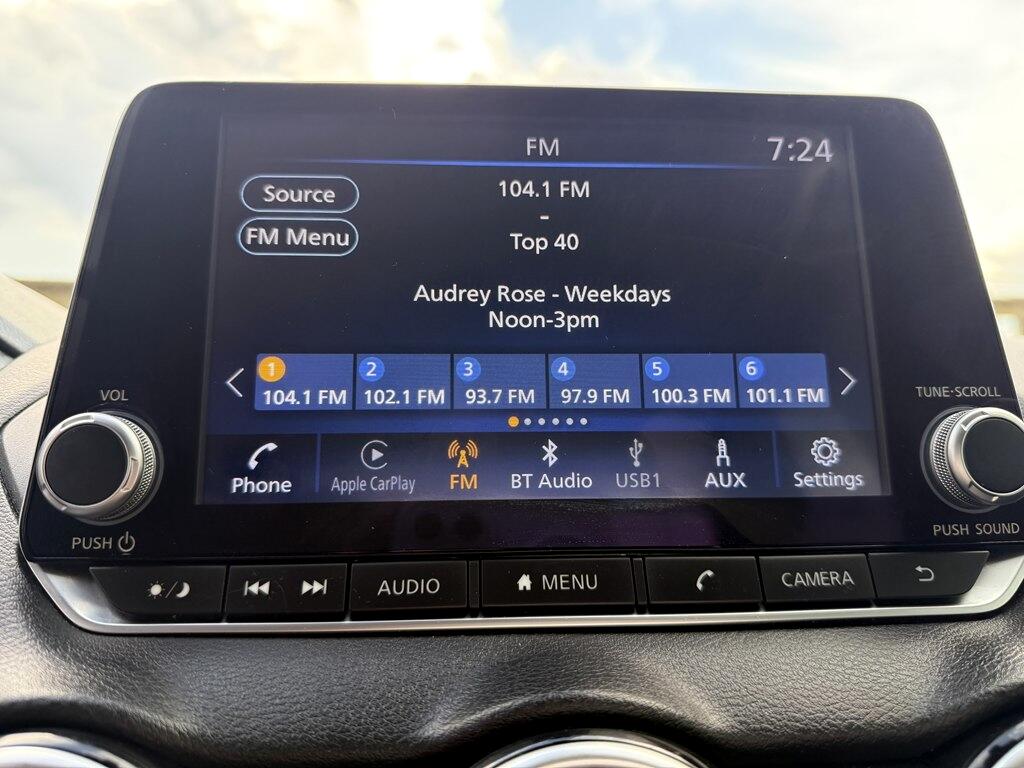 FM
7:24
Source
104.1 FM
-
FM Menu
Top 40
Audrey Rose - Weekdays
Noon-3pm
1 2 3 4 5 6
104.1 FM 102.1 FM 93.7 FM 97.9 FM 100.3 FM 101.1 FM
VOL
TUNE·SCROLL
Phone Apple CarPlay FM BT Audio USB1 AUX Settings
PUSH
PUSH SOUND
AUDIO MENU CAMERA